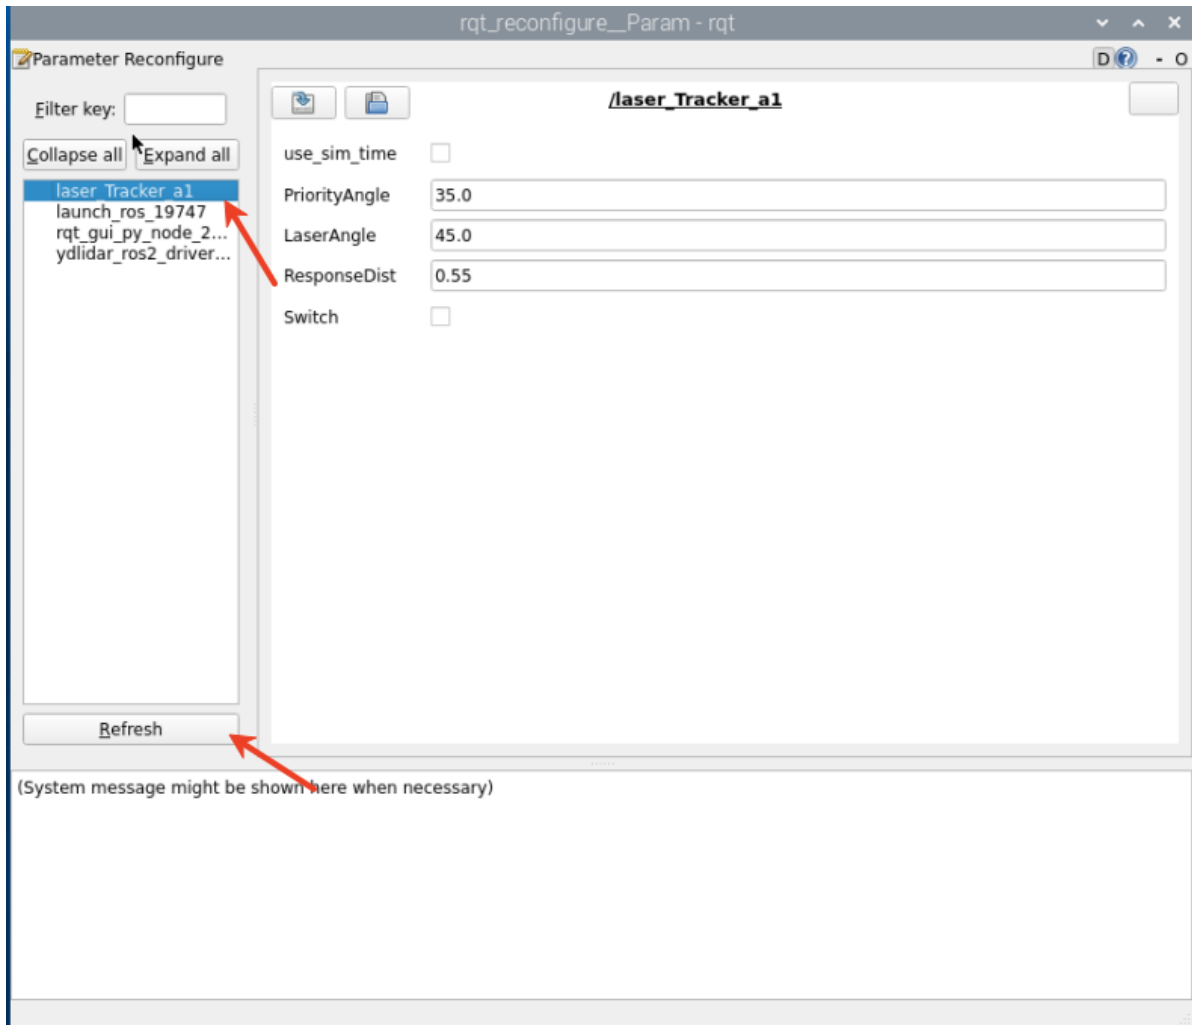 rqt_reconfigure__Param - rqt
Parameter Reconfigure
D
- O
Filter key:
Collapse all
Expand all
laser_Tracker_a1
launch_ros_19747
rqt_gui_py_node_2...
ydlidar_ros2_driver...
Refresh
/laser_Tracker_a1
use_sim_time
PriorityAngle 35.0
LaserAngle 45.0
ResponseDist 0.55
Switch
(System message might be shown here when necessary)